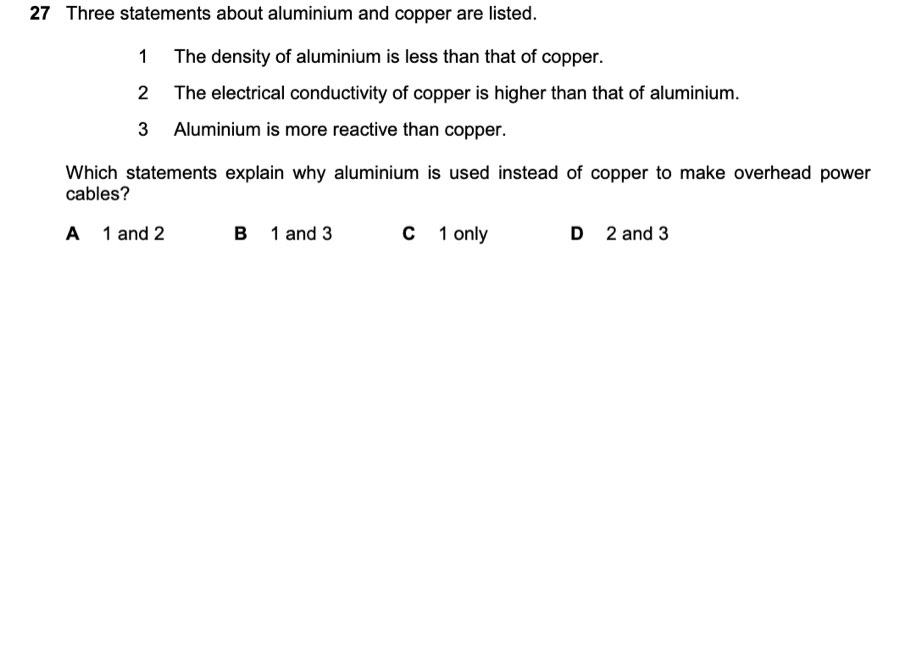 27 Three statements about aluminium and copper are listed.
1 The density of aluminium is less than that of copper.
2 The electrical conductivity of copper is higher than that of aluminium.
3 Aluminium is more reactive than copper.
Which statements explain why aluminium is used instead of copper to make overhead power
cables?
A 1 and 2 B 1 and 3 C 1 only D 2 and 3